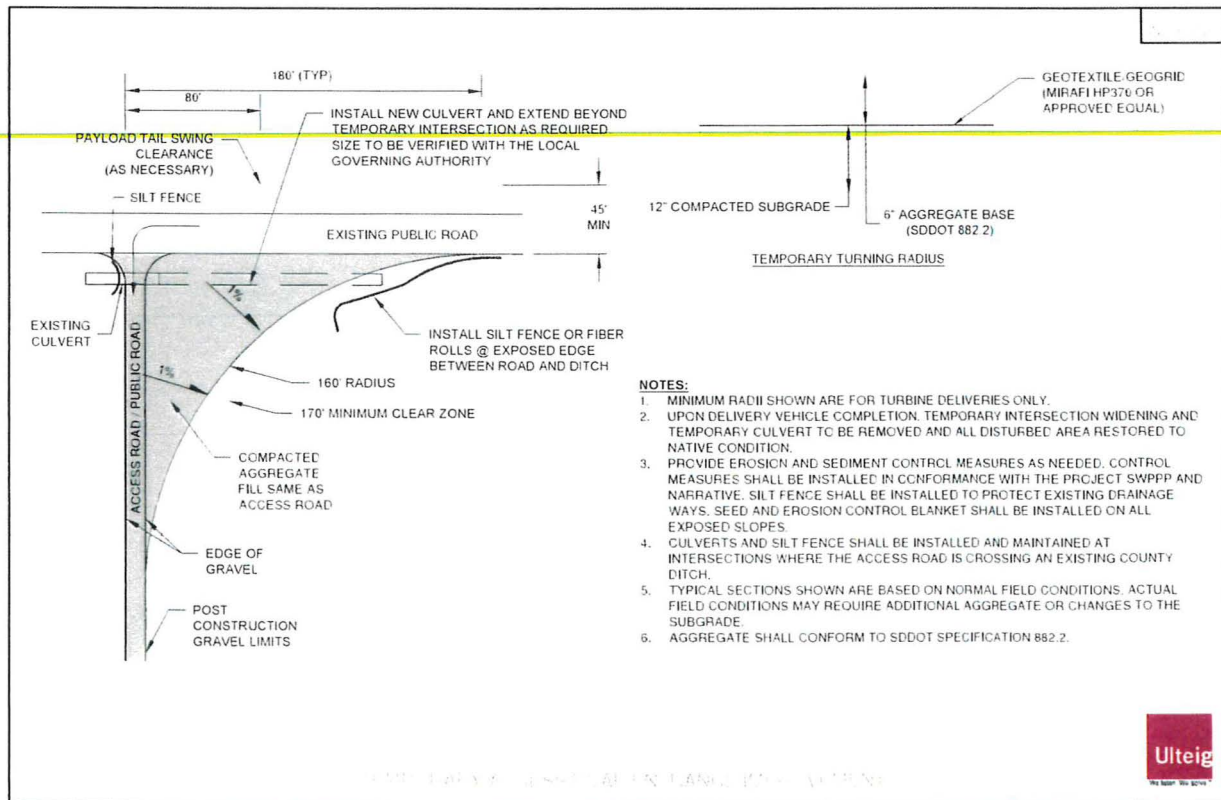 180' (TYP)
80'
INSTALL NEW CULVERT AND EXTEND BEYOND
TEMPORARY INTERSECTION AS REQUIRED.
SIZE TO BE VERIFIED WITH THE LOCAL
GOVERNING AUTHORITY
PAYLOAD TAIL SWING
CLEARANCE
(AS NECESSARY)
SILT FENCE
45'
MIN
EXISTING PUBLIC ROAD
EXISTING
CULVERT
1%
1%
ACCESS ROAD / PUBLIC ROAD
INSTALL SILT FENCE OR FIBER
ROLLS @ EXPOSED EDGE
BETWEEN ROAD AND DITCH
160' RADIUS
170' MINIMUM CLEAR ZONE
COMPACTED
AGGREGATE
FILL SAME AS
ACCESS ROAD
EDGE OF
GRAVEL
POST
CONSTRUCTION
GRAVEL LIMITS
GEOTEXTILE/GEOGRID
(MIRAFI HP370 OR
APPROVED EQUAL)
12" COMPACTED SUBGRADE
6" AGGREGATE BASE
(SDDOT 882.2)
TEMPORARY TURNING RADIUS
NOTES:
1. MINIMUM RADII SHOWN ARE FOR TURBINE DELIVERIES ONLY.
2. UPON DELIVERY VEHICLE COMPLETION, TEMPORARY INTERSECTION WIDENING AND
TEMPORARY CULVERT TO BE REMOVED AND ALL DISTURBED AREA RESTORED TO
NATIVE CONDITION.
3. PROVIDE EROSION AND SEDIMENT CONTROL MEASURES AS NEEDED. CONTROL
MEASURES SHALL BE INSTALLED IN CONFORMANCE WITH THE PROJECT SWPPP AND
NARRATIVE. SILT FENCE SHALL BE INSTALLED TO PROTECT EXISTING DRAINAGE
WAYS. SEED AND EROSION CONTROL BLANKET SHALL BE INSTALLED ON ALL
EXPOSED SLOPES.
4. CULVERTS AND SILT FENCE SHALL BE INSTALLED AND MAINTAINED AT
INTERSECTIONS WHERE THE ACCESS ROAD IS CROSSING AN EXISTING COUNTY
DITCH.
5. TYPICAL SECTIONS SHOWN ARE BASED ON NORMAL FIELD CONDITIONS. ACTUAL
FIELD CONDITIONS MAY REQUIRE ADDITIONAL AGGREGATE OR CHANGES TO THE
SUBGRADE.
6. AGGREGATE SHALL CONFORM TO SDDOT SPECIFICATION 882.2.
Ulteig
We listen. We solve.